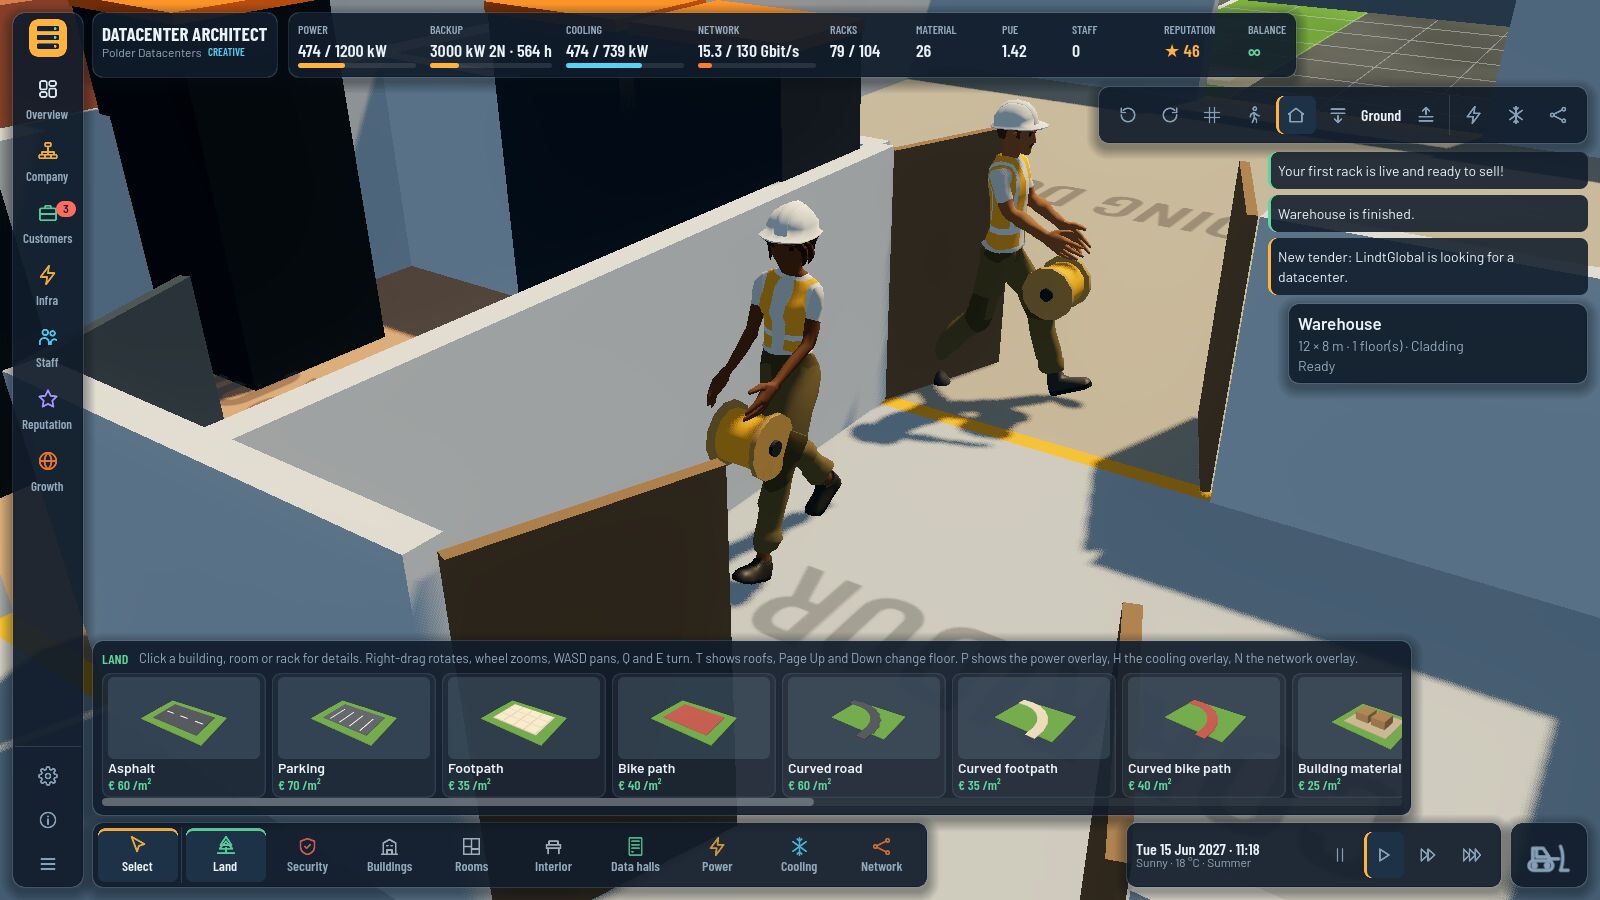 DATACENTER ARCHITECT
Polder Datacenters CREATIVE
POWER
474 / 1200 kW
BACKUP
3000 kW 2N · 564 h
COOLING
474 / 739 kW
NETWORK
15.3 / 130 Gbit/s
RACKS
79 / 104
MATERIAL
26
PUE
1.42
STAFF
0
REPUTATION
★ 46
BALANCE
∞
Overview
Company
3
Customers
Infra
Staff
Reputation
Growth
Ground
Your first rack is live and ready to sell!
Warehouse is finished.
New tender: LindtGlobal is looking for a
datacenter.
Warehouse
12 × 8 m · 1 floor(s) · Cladding
Ready
LAND Click a building, room or rack for details. Right-drag rotates, wheel zooms, WASD pans, Q and E turn. T shows roofs, Page Up and Down change floor. P shows the power overlay, H the cooling overlay, N the network overlay.
Asphalt
€ 60 /m²
Parking
€ 70 /m²
Footpath
€ 35 /m²
Bike path
€ 40 /m²
Curved road
€ 60 /m²
Curved footpath
€ 35 /m²
Curved bike path
€ 40 /m²
Building material
€ 25 /m²
Select
Land
Security
Buildings
Rooms
Interior
Data halls
Power
Cooling
Network
Tue 15 Jun 2027 · 11:18
Sunny · 18 °C · Summer